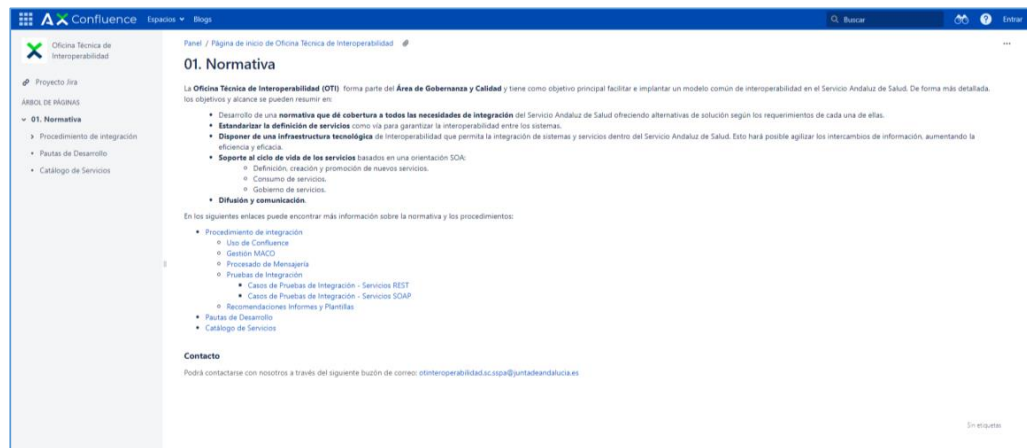 Confluence Espacios Blogs Buscar Entrar
Oficina Técnica de
Interoperabilidad
Proyecto Jira
ÁRBOL DE PÁGINAS
01. Normativa
Procedimiento de integración
Pautas de Desarrollo
Catálogo de Servicios
Panel / Página de inicio de Oficina Técnica de Interoperabilidad
01. Normativa
La Oficina Técnica de Interoperabilidad (OTI) forma parte del Área de Gobernanza y Calidad y tiene como objetivo principal facilitar e implantar un modelo común de interoperabilidad en el Servicio Andaluz de Salud. De forma más detallada,
los objetivos y alcance se pueden resumir en:
Desarrollo de una normativa que dé cobertura a todas las necesidades de integración del Servicio Andaluz de Salud ofreciendo alternativas de solución según los requerimientos de cada una de ellas.
Estandarizar la definición de servicios como vía para garantizar la interoperabilidad entre los sistemas.
Disponer de una infraestructura tecnológica de Interoperabilidad que permita la integración de sistemas y servicios dentro del Servicio Andaluz de Salud. Esto hará posible agilizar los intercambios de información, aumentando la
eficiencia y eficacia.
Soporte al ciclo de vida de los servicios basados en una orientación SOA:
Definición, creación y promoción de nuevos servicios.
Consumo de servicios.
Gobierno de servicios.
Difusión y comunicación.
En los siguientes enlaces puede encontrar más información sobre la normativa y los procedimientos:
Procedimiento de integración
Uso de Confluence
Gestión MACO
Procesado de Mensajería
Pruebas de Integración
Casos de Pruebas de Integración - Servicios REST
Casos de Pruebas de Integración - Servicios SOAP
Recomendaciones Informes y Plantillas
Pautas de Desarrollo
Catálogo de Servicios
Contacto
Podrá contactarse con nosotros a través del siguiente buzón de correo: otinteroperabilidad.sc.sspa@juntadeandalucia.es
Sin etiquetas